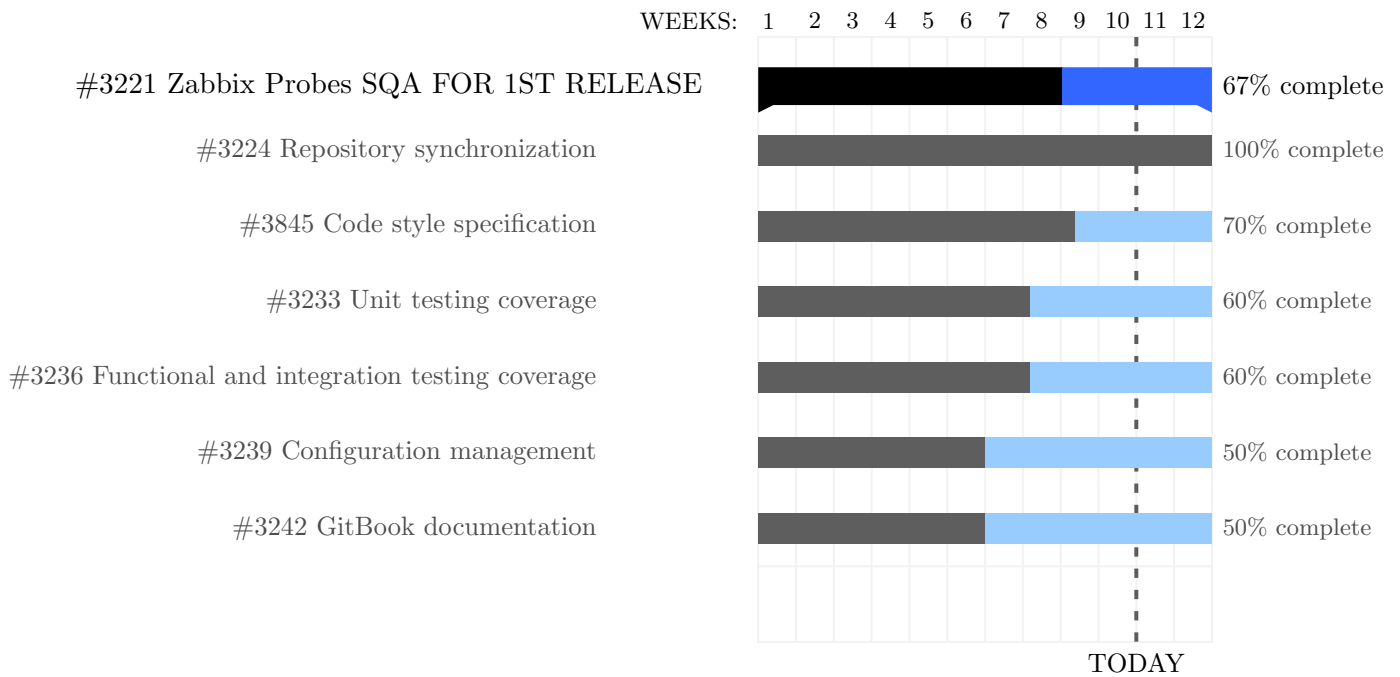 WEEKS: 1 2 3 4 5 6 7 8 9 10 11 12
#3221 Zabbix Probes SQA FOR 1ST RELEASE 67% complete
#3224 Repository synchronization 100% complete
#3845 Code style specification 70% complete
#3233 Unit testing coverage 60% complete
#3236 Functional and integration testing coverage 60% complete
#3239 Configuration management 50% complete
#3242 GitBook documentation 50% complete
TODAY